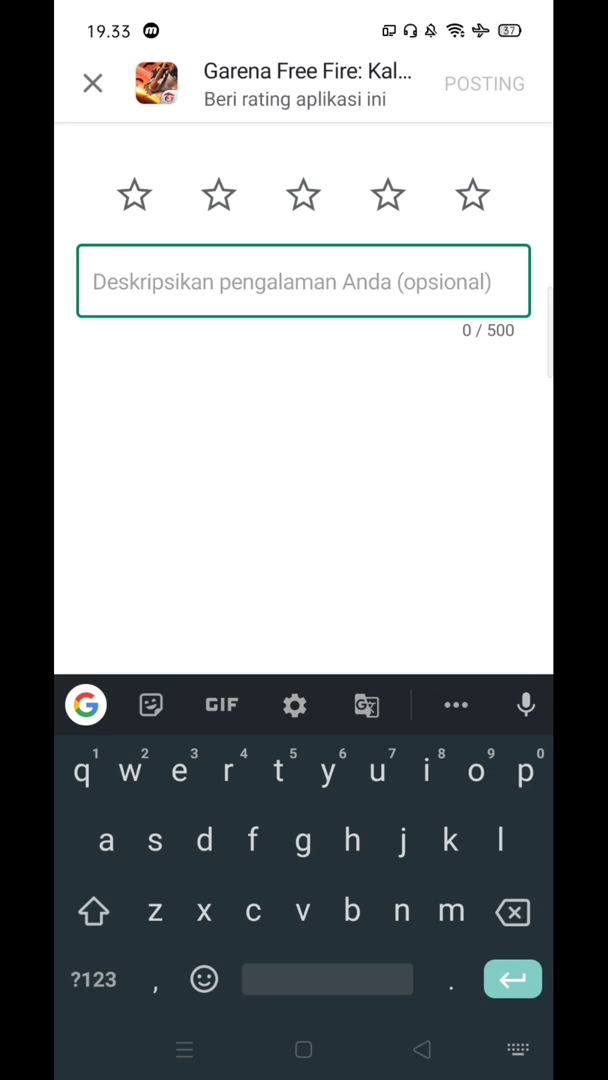 19.33 37
Garena Free Fire: Kal...
Beri rating aplikasi ini
POSTING
Deskripsikan pengalaman Anda (opsional)
0 / 500
GIF
1 2 3 4 5 6 7 8 9 0
q w e r t y u i o p
a s d f g h j k l
z x c v b n m
?123 , .